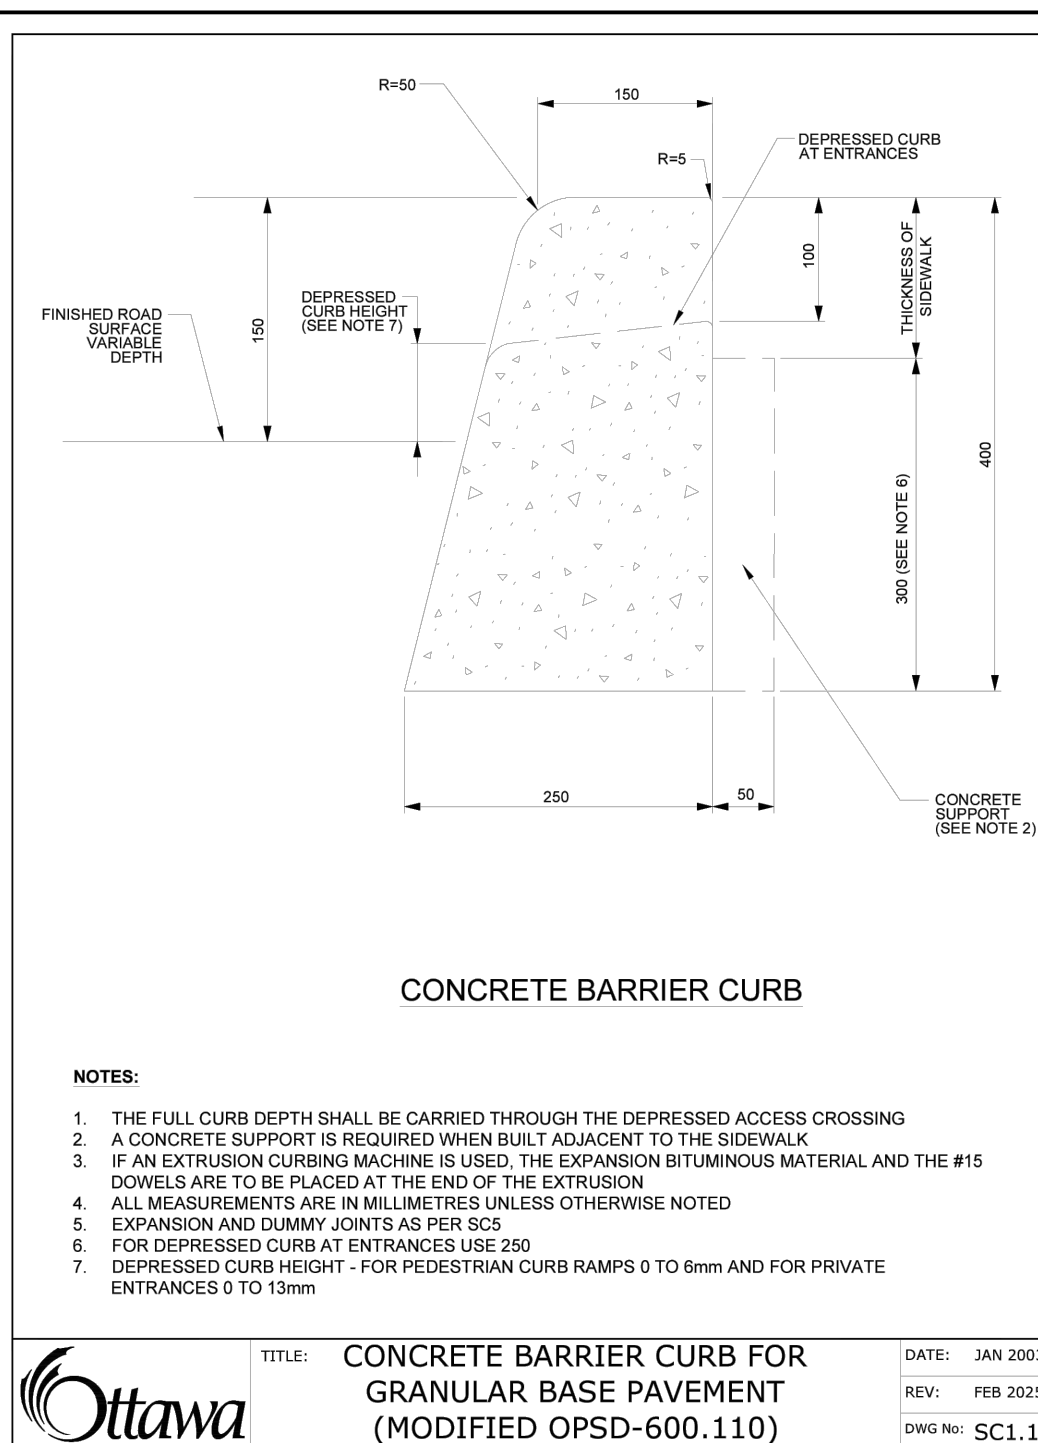 R=50
150
DEPRESSED CURB
AT ENTRANCES
R=5
THICKNESS OF
SIDEWALK
100
DEPRESSED
CURB HEIGHT
(SEE NOTE 7)
FINISHED ROAD
SURFACE
VARIABLE
DEPTH
150
400
300 (SEE NOTE 6)
250
50
CONCRETE
SUPPORT
(SEE NOTE 2)
CONCRETE BARRIER CURB
NOTES:
1. THE FULL CURB DEPTH SHALL BE CARRIED THROUGH THE DEPRESSED ACCESS CROSSING
2. A CONCRETE SUPPORT IS REQUIRED WHEN BUILT ADJACENT TO THE SIDEWALK
3. IF AN EXTRUSION CURBING MACHINE IS USED, THE EXPANSION BITUMINOUS MATERIAL AND THE #15
DOWELS ARE TO BE PLACED AT THE END OF THE EXTRUSION
4. ALL MEASUREMENTS ARE IN MILLIMETRES UNLESS OTHERWISE NOTED
5. EXPANSION AND DUMMY JOINTS AS PER SC5
6. FOR DEPRESSED CURB AT ENTRANCES USE 250
7. DEPRESSED CURB HEIGHT - FOR PEDESTRIAN CURB RAMPS 0 TO 6mm AND FOR PRIVATE
ENTRANCES 0 TO 13mm
Ottawa
TITLE: CONCRETE BARRIER CURB FOR
GRANULAR BASE PAVEMENT
(MODIFIED OPSD-600.110)
DATE: JAN 2003
REV: FEB 2025
DWG No: SC1.1